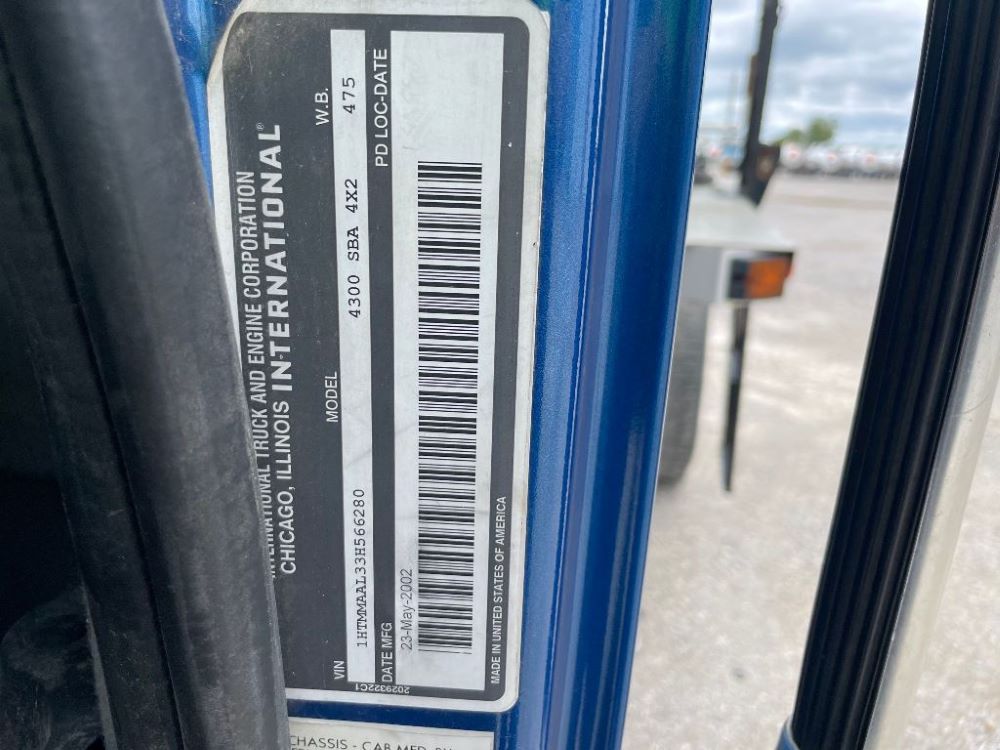 INTERNATIONAL TRUCK AND ENGINE CORPORATION
CHICAGO, ILLINOIS INTERNATIONAL®
VIN MODEL W.B.
1HTMMAAL33H566280 4300 SBA 4X2 475
DATE MFG PD LOC-DATE
23-May-2002
MADE IN UNITED STATES OF AMERICA
2029322C1
CHASSIS - CAB MFD.